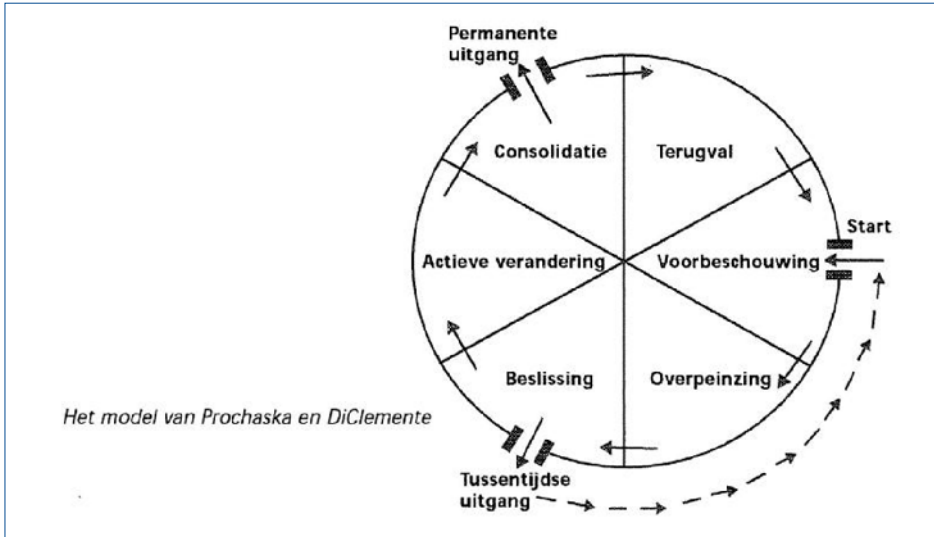 Permanente
uitgang
Consolidatie
Terugval
Start
Actieve verandering
Voorbeschouwing
Beslissing
Overpeinzing
Het model van Prochaska en DiClemente
Tussentijdse
uitgang